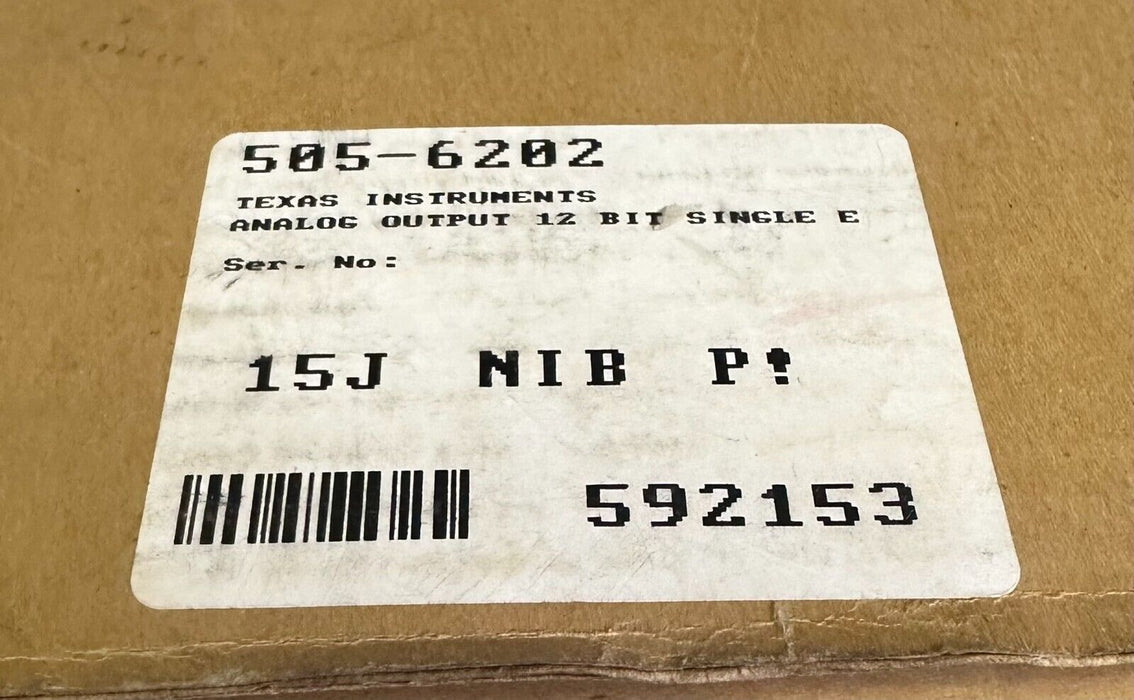 505-6202
TEXAS INSTRUMENTS
ANALOG OUTPUT 12 BIT SINGLE E
Ser. No:
15J NIB P!
592153